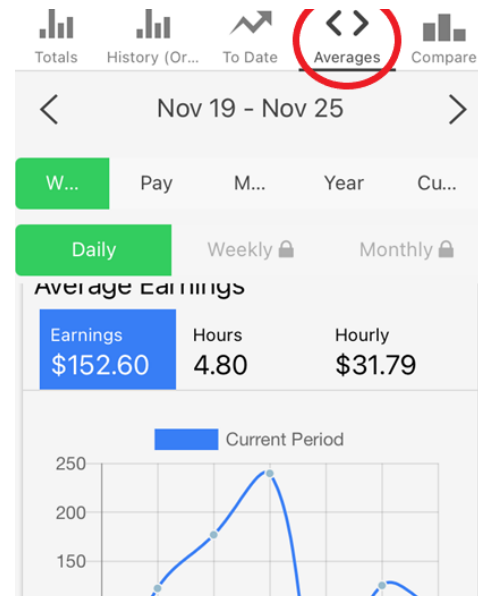 Totals History (Or... To Date Averages Compare
Nov 19 - Nov 25
W... Pay M... Year Cu...
Daily Weekly Monthly
Average Earnings
Earnings Hours Hourly
$152.60 4.80 $31.79
Current Period
250
200
150